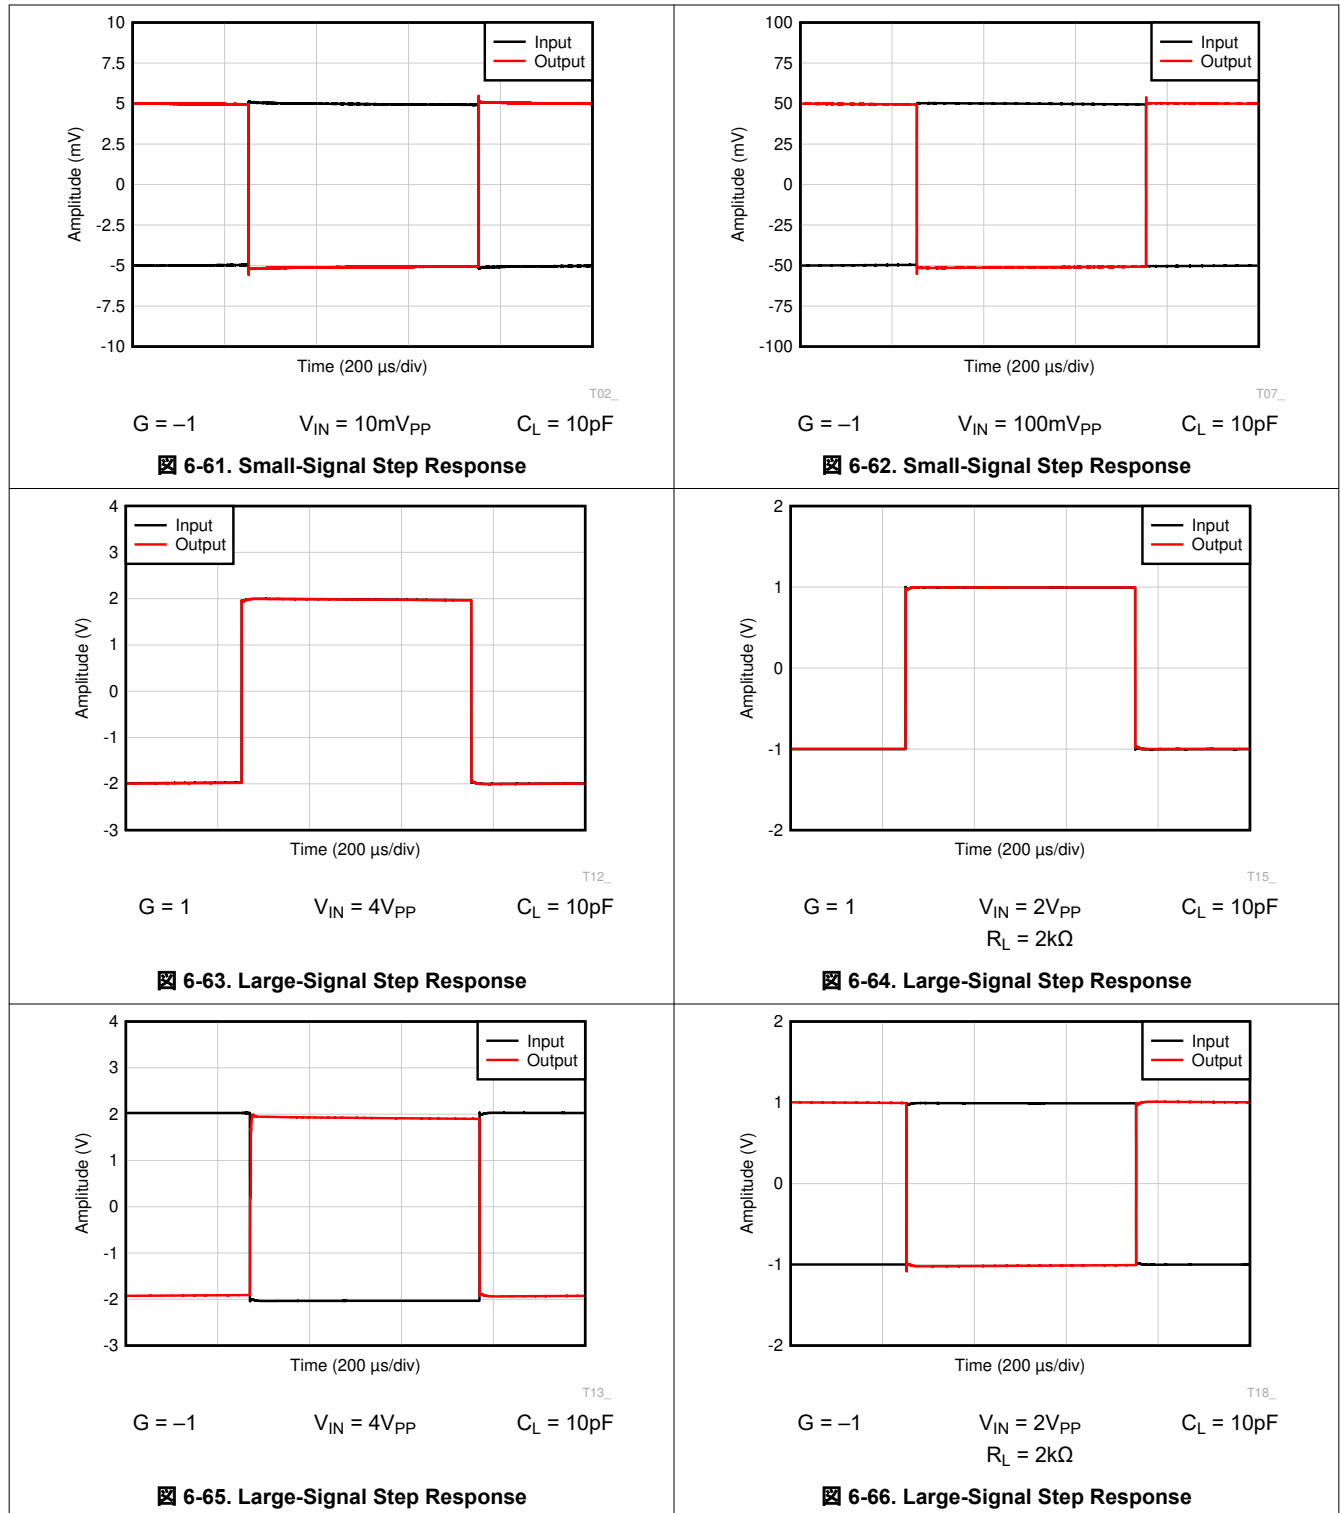 10
7.5
5
2.5
0
-2.5
-5
-7.5
-10
Amplitude (mV)
Input
Output
Time (200 µs/div)
T02_
G = –1 V_IN = 10mV_PP C_L = 10pF
図 6-61. Small-Signal Step Response
100
75
50
25
0
-25
-50
-75
-100
Amplitude (mV)
Input
Output
Time (200 µs/div)
T07_
G = –1 V_IN = 100mV_PP C_L = 10pF
図 6-62. Small-Signal Step Response
4
3
2
1
0
-1
-2
-3
Amplitude (V)
Input
Output
Time (200 µs/div)
T12_
G = 1 V_IN = 4V_PP C_L = 10pF
図 6-63. Large-Signal Step Response
2
1
0
-1
-2
Amplitude (V)
Input
Output
Time (200 µs/div)
T15_
G = 1 V_IN = 2V_PP C_L = 10pF
R_L = 2kΩ
図 6-64. Large-Signal Step Response
4
3
2
1
0
-1
-2
-3
Amplitude (V)
Input
Output
Time (200 µs/div)
T13_
G = –1 V_IN = 4V_PP C_L = 10pF
図 6-65. Large-Signal Step Response
2
1
0
-1
-2
Amplitude (V)
Input
Output
Time (200 µs/div)
T18_
G = –1 V_IN = 2V_PP C_L = 10pF
R_L = 2kΩ
図 6-66. Large-Signal Step Response